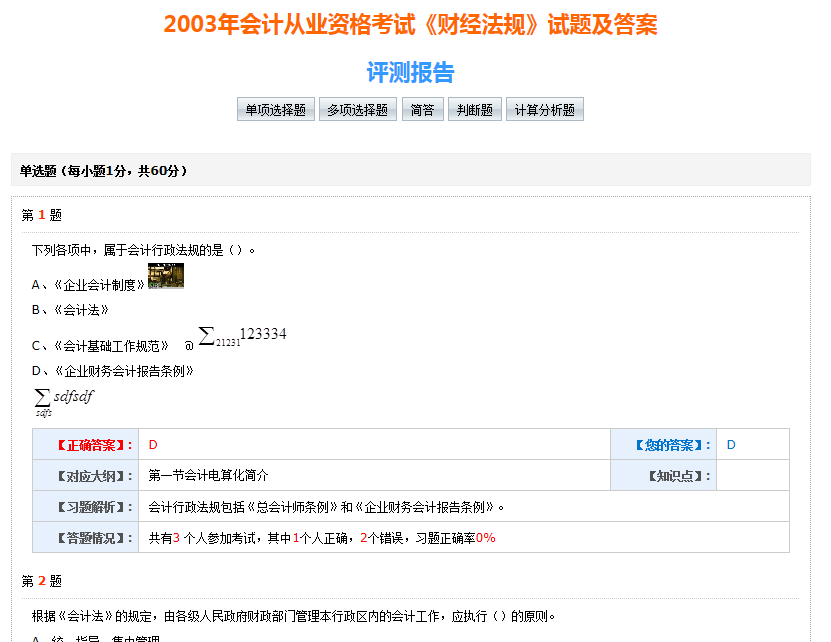 2003年会计从业资格考试《财经法规》试题及答案
评测报告
单项选择题 多项选择题 简答 判断题 计算分析题
单选题（每小题1分，共60分）
第 1 题
下列各项中，属于会计行政法规的是（）。
A、《企业会计制度》
B、《会计法》
C、《会计基础工作规范》 @ ∑21231 123334
D、《企业财务会计报告条例》
∑sdfs sdfsdf
【正确答案】： D 【您的答案】： D
【对应大纲】： 第一节会计电算化简介 【知识点】：
【习题解析】： 会计行政法规包括《总会计师条例》和《企业财务会计报告条例》。
【答题情况】： 共有3 个人参加考试，其中1个人正确，2个错误，习题正确率0%
第 2 题
根据《会计法》的规定，由各级人民政府财政部门管理本行政区内的会计工作，应执行（）的原则。
A、统一指导，集中管理